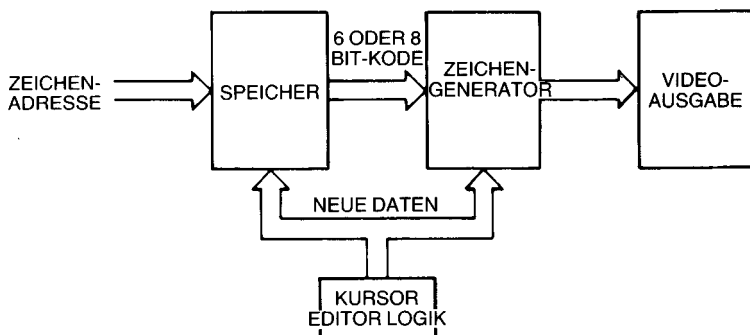 6 ODER 8
BIT-KODE
ZEICHEN-
ADRESSE
SPEICHER
ZEICHEN-
GENERATOR
VIDEO-
AUSGABE
NEUE DATEN
KURSOR
EDITOR LOGIK